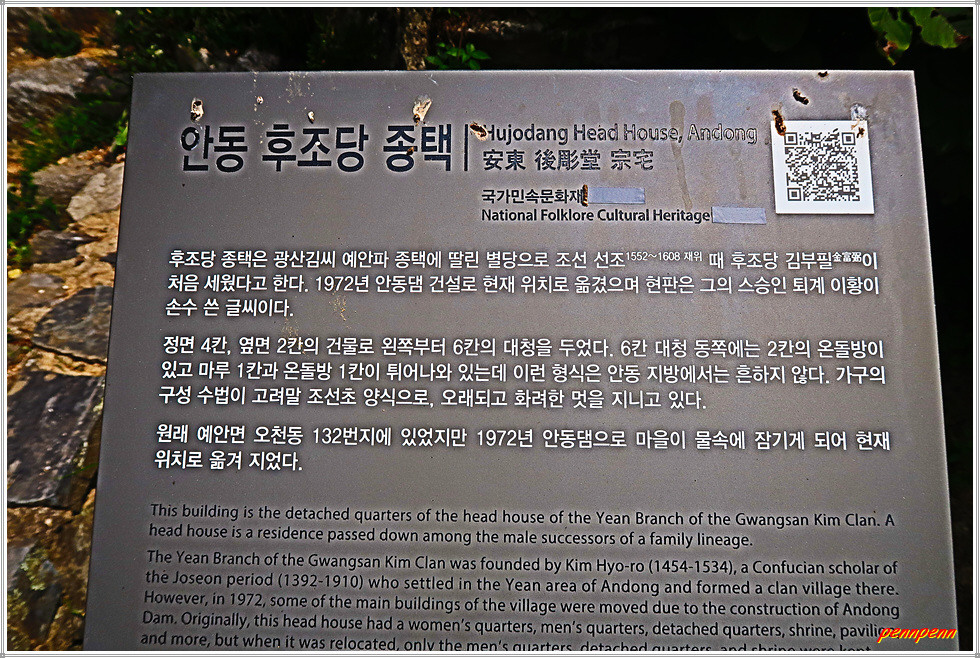 안동 후조당 종택
Hujodang Head House, Andong
安東 後彫堂 宗宅
국가민속문화재
National Folklore Cultural Heritage
후조당 종택은 광산김씨 예안파 종택에 딸린 별당으로 조선 선조1552~1608 재위 때 후조당 김부필金富弼이
처음 세웠다고 한다. 1972년 안동댐 건설로 현재 위치로 옮겼으며 현판은 그의 스승인 퇴계 이황이
손수 쓴 글씨이다.
정면 4칸, 옆면 2칸의 건물로 왼쪽부터 6칸의 대청을 두었다. 6칸 대청 동쪽에는 2칸의 온돌방이
있고 마루 1칸과 온돌방 1칸이 튀어나와 있는데 이런 형식은 안동 지방에서는 흔하지 않다. 가구의
구성 수법이 고려말 조선초 양식으로, 오래되고 화려한 멋을 지니고 있다.
원래 예안면 오천동 132번지에 있었지만 1972년 안동댐으로 마을이 물속에 잠기게 되어 현재
위치로 옮겨 지었다.
This building is the detached quarters of the head house of the Yean Branch of the Gwangsan Kim Clan. A
head house is a residence passed down among the male successors of a family lineage.
The Yean Branch of the Gwangsan Kim Clan was founded by Kim Hyo-ro (1454-1534), a Confucian scholar of
the Joseon period (1392-1910) who settled in the Yean area of Andong and formed a clan village there.
However, in 1972, some of the main buildings of the village were moved due to the construction of Andong
Dam. Originally, this head house had a women's quarters, men's quarters, detached quarters, shrine, pavilion
and more, but when it was relocated, only the men's quarters, detached quarters, and shrine were kept.
pennpenn